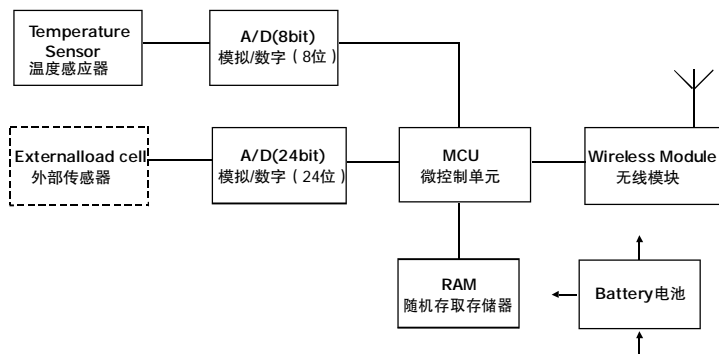 Temperature
Sensor
温度感应器
A/D(8bit)
模拟/数字（8位）
Externalload cell
外部传感器
A/D(24bit)
模拟/数字（24位）
MCU
微控制单元
Wireless Module
无线模块
RAM
随机存取存储器
Battery电池